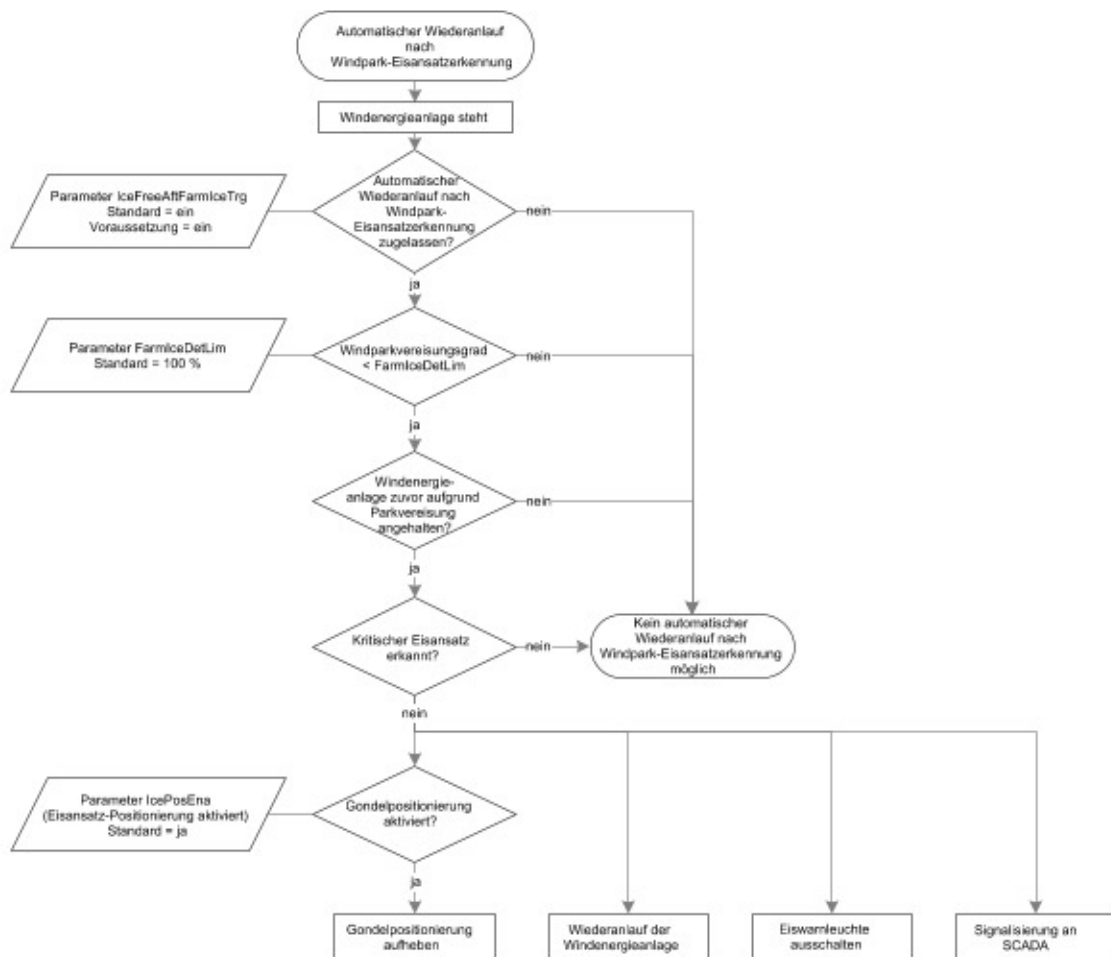 Automatischer Wiederanlauf
nach
Windpark-Eisansatzerkennung
Windenergieanlage steht
Parameter IceFreeAftFarmIceTrg
Standard = ein
Voraussetzung = ein
Automatischer
Wiederanlauf nach
Windpark-
Eisansatzerkennung
zugelassen?
nein
ja
Parameter FarmIceDetLim
Standard = 100 %
Windparkvereisungsgrad
< FarmIceDetLim
nein
ja
Windenergie-
anlage zuvor aufgrund
Parkvereisung
angehalten?
nein
ja
Kritischer Eisansatz
erkannt?
nein
Kein automatischer
Wiederanlauf nach
Windpark-Eisansatzerkennung
möglich
nein
Parameter IcePosEna
(Eisansatz-Positionierung aktiviert)
Standard = ja
Gondelpositionierung
aktiviert?
ja
Gondelpositionierung
aufheben
Wiederanlauf der
Windenergieanlage
Eiswarnleuchte
ausschalten
Signalisierung an
SCADA